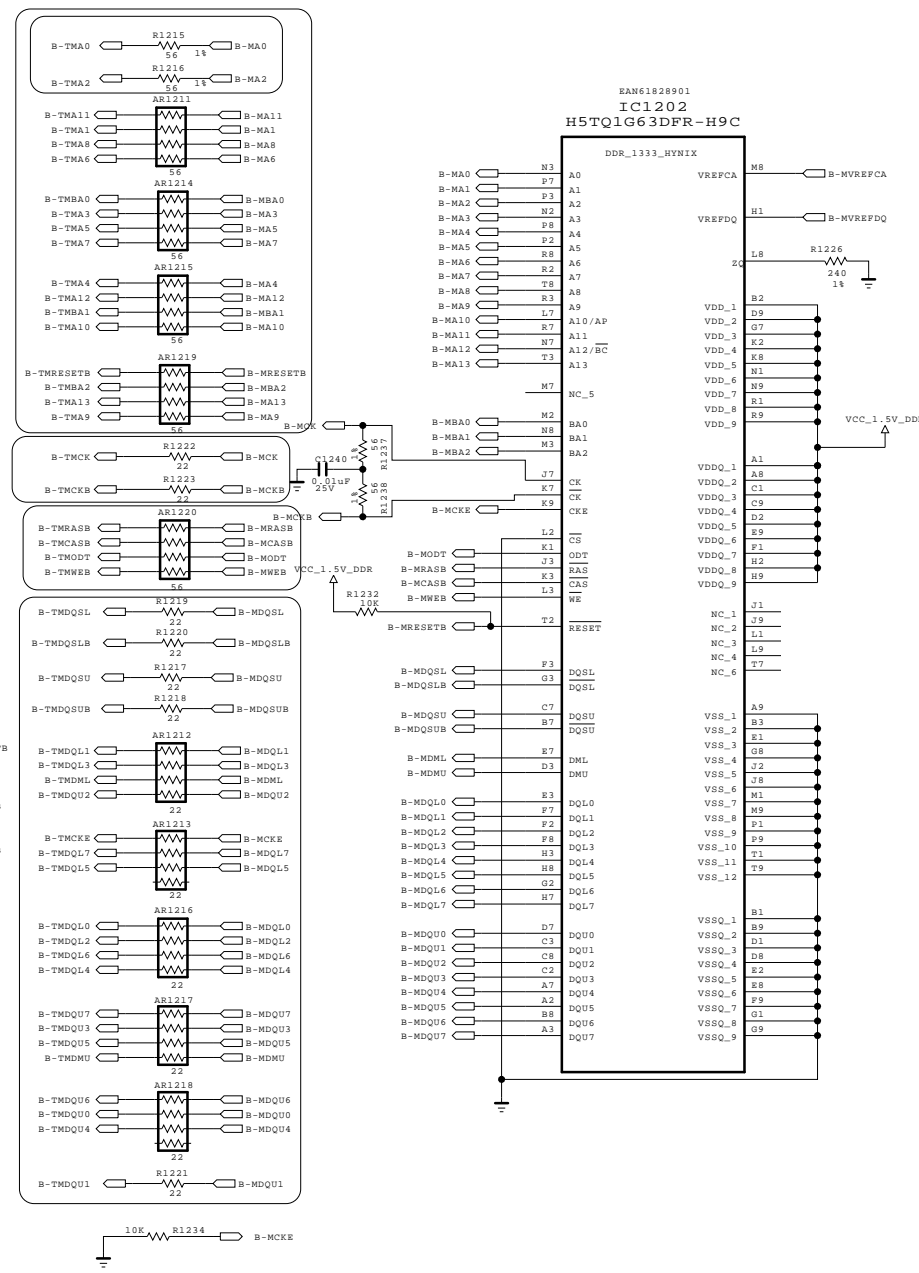 R1215
B-TMA0 B-MA0
56 1%
R1216
B-TMA2 B-MA2
56 1%
AR1211
B-TMA11 B-MA11
B-TMA1 B-MA1
B-TMA8 B-MA8
B-TMA6 B-MA6
56
AR1214
B-TMBA0 B-MBA0
B-TMA3 B-MA3
B-TMA5 B-MA5
B-TMA7 B-MA7
56
AR1215
B-TMA4 B-MA4
B-TMA12 B-MA12
B-TMBA1 B-MBA1
B-TMA10 B-MA10
56
AR1219
B-TMRESETB B-MRESETB
B-TMBA2 B-MBA2
B-TMA13 B-MA13
B-TMA9 B-MA9
56
R1222
B-TMCK B-MCK
22
R1223
B-TMCKB B-MCKB
22
AR1220
B-TMRASB B-MRASB
B-TMCASB B-MCASB
B-TMODT B-MODT
B-TMWEB B-MWEB
56
R1219
B-TMDQSL B-MDQSL
22
R1220
B-TMDQSLB B-MDQSLB
22
R1217
B-TMDQSU B-MDQSU
22
R1218
B-TMDQSUB B-MDQSUB
22
AR1212
B-TMDQL1 B-MDQL1
B-TMDQL3 B-MDQL3
B-TMDML B-MDML
B-TMDQU2 B-MDQU2
22
AR1213
B-TMCKE B-MCKE
B-TMDQL7 B-MDQL7
B-TMDQL5 B-MDQL5
22
AR1216
B-TMDQL0 B-MDQL0
B-TMDQL2 B-MDQL2
B-TMDQL6 B-MDQL6
B-TMDQL4 B-MDQL4
22
AR1217
B-TMDQU7 B-MDQU7
B-TMDQU3 B-MDQU3
B-TMDQU5 B-MDQU5
B-TMDMU B-MDMU
22
AR1218
B-TMDQU6 B-MDQU6
B-TMDQU0 B-MDQU0
B-TMDQU4 B-MDQU4
22
R1221
B-TMDQU1 B-MDQU1
22
10K R1234 B-MCKE
B-MCK
1% 56 R1237
C1240
0.01uF
25V
1% 56 R1238
B-MCKB
VCC_1.5V_DDR
R1232
10K
EAN61828901
IC1202
H5TQ1G63DFR-H9C
DDR_1333_HYNIX
B-MA0 N3 A0
B-MA1 P7 A1
B-MA2 P3 A2
B-MA3 N2 A3
B-MA4 P8 A4
B-MA5 P2 A5
B-MA6 R8 A6
B-MA7 R2 A7
B-MA8 T8 A8
B-MA9 R3 A9
B-MA10 L7 A10/AP
B-MA11 R7 A11
B-MA12 N7 A12/BC
B-MA13 T3 A13
M7 NC_5
B-MBA0 M2 BA0
B-MBA1 N8 BA1
B-MBA2 M3 BA2
J7 CK
K7 CK
B-MCKE K9 CKE
L2 CS
B-MODT K1 ODT
B-MRASB J3 RAS
B-MCASB K3 CAS
B-MWEB L3 WE
B-MRESETB T2 RESET
B-MDQSL F3 DQSL
B-MDQSLB G3 DQSL
B-MDQSU C7 DQSU
B-MDQSUB B7 DQSU
B-MDML E7 DML
B-MDMU D3 DMU
B-MDQL0 E3 DQL0
B-MDQL1 F7 DQL1
B-MDQL2 F2 DQL2
B-MDQL3 F8 DQL3
B-MDQL4 H3 DQL4
B-MDQL5 H8 DQL5
B-MDQL6 G2 DQL6
B-MDQL7 H7 DQL7
B-MDQU0 D7 DQU0
B-MDQU1 C3 DQU1
B-MDQU2 C8 DQU2
B-MDQU3 C2 DQU3
B-MDQU4 A7 DQU4
B-MDQU5 A2 DQU5
B-MDQU6 B8 DQU6
B-MDQU7 A3 DQU7
VREFCA M8 B-MVREFCA
VREFDQ H1 B-MVREFDQ
ZQ L8 R1226
240
1%
VDD_1 B2
VDD_2 D9
VDD_3 G7
VDD_4 K2
VDD_5 K8
VDD_6 N1
VDD_7 N9
VDD_8 R1
VDD_9 R9
VCC_1.5V_DDR
VDDQ_1 A1
VDDQ_2 A8
VDDQ_3 C1
VDDQ_4 C9
VDDQ_5 D2
VDDQ_6 E9
VDDQ_7 F1
VDDQ_8 H2
VDDQ_9 H9
NC_1 J1
NC_2 J9
NC_3 L1
NC_4 L9
NC_6 T7
VSS_1 A9
VSS_2 B3
VSS_3 E1
VSS_4 G8
VSS_5 J2
VSS_6 J8
VSS_7 M1
VSS_8 M9
VSS_9 P1
VSS_10 P9
VSS_11 T1
VSS_12 T9
VSSQ_1 B1
VSSQ_2 B9
VSSQ_3 D1
VSSQ_4 D8
VSSQ_5 E2
VSSQ_6 E8
VSSQ_7 F9
VSSQ_8 G1
VSSQ_9 G9